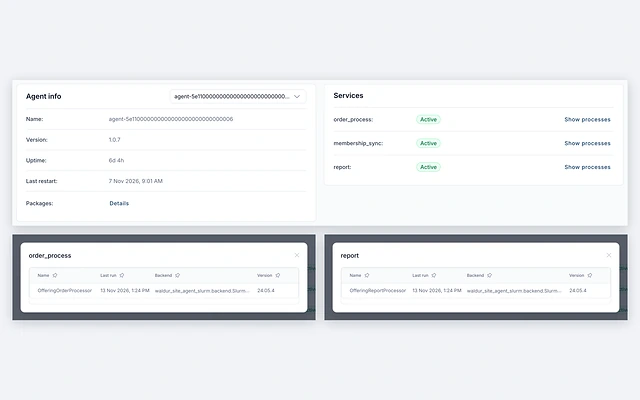 Agent info
agent-5e11000000000000000000000000...
Name: agent-5e1100000000000000000000000006
Version: 1.0.7
Uptime: 6d 4h
Last restart: 7 Nov 2026, 9:01 AM
Packages: Details
Services
order_process: Active Show processes
membership_sync: Active Show processes
report: Active Show processes
order_process
Name Last run Backend Version
OfferingOrderProcessor 13 Nov 2026, 1:24 PM waldur_site_agent_slurm:backend:Slurm... 24.05.4
report
Name Last run Backend Version
OfferingReportProcessor 13 Nov 2026, 1:24 PM waldur_site_agent_slurm:backend:Slurm... 24.05.4